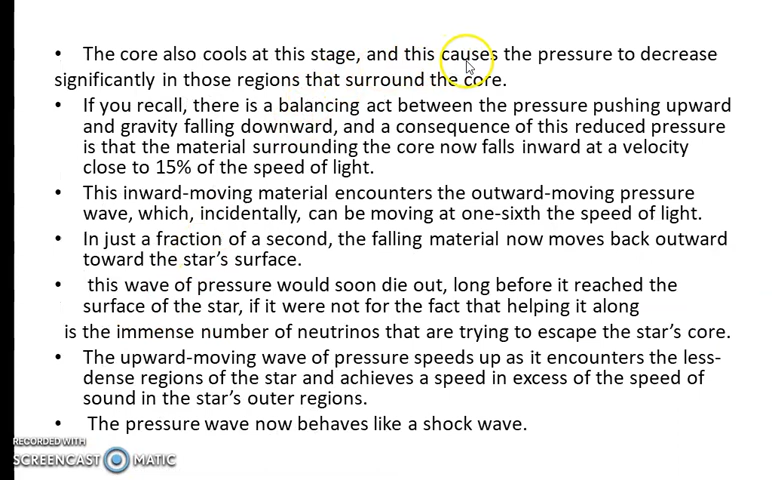 • The core also cools at this stage, and this causes the pressure to decrease
significantly in those regions that surround the core.
• If you recall, there is a balancing act between the pressure pushing upward
and gravity falling downward, and a consequence of this reduced pressure
is that the material surrounding the core now falls inward at a velocity
close to 15% of the speed of light.
• This inward-moving material encounters the outward-moving pressure
wave, which, incidentally, can be moving at one-sixth the speed of light.
• In just a fraction of a second, the falling material now moves back outward
toward the star’s surface.
• this wave of pressure would soon die out, long before it reached the
surface of the star, if it were not for the fact that helping it along
is the immense number of neutrinos that are trying to escape the star’s core.
• The upward-moving wave of pressure speeds up as it encounters the less-
dense regions of the star and achieves a speed in excess of the speed of
sound in the star’s outer regions.
• The pressure wave now behaves like a shock wave.
RECORDED WITH
SCREENCAST MATIC